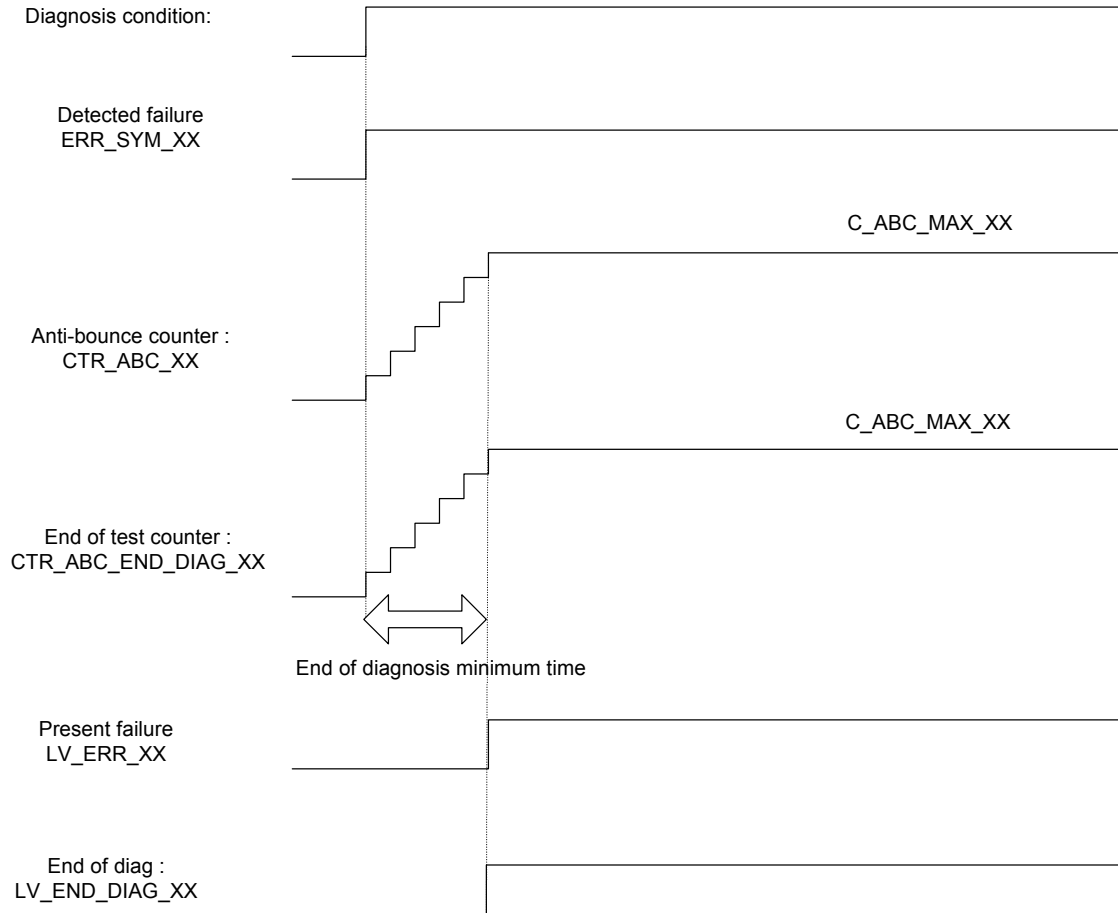 Diagnosis condition:
Detected failure
ERR_SYM_XX
C_ABC_MAX_XX
Anti-bounce counter :
CTR_ABC_XX
C_ABC_MAX_XX
End of test counter :
CTR_ABC_END_DIAG_XX
End of diagnosis minimum time
Present failure
LV_ERR_XX
End of diag :
LV_END_DIAG_XX